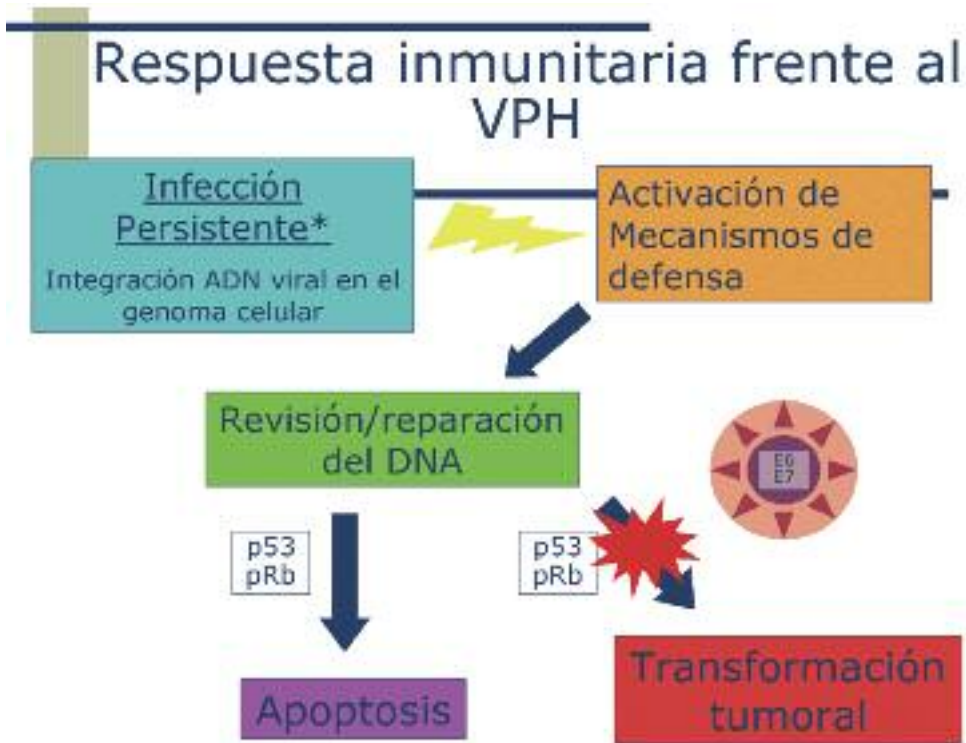 Respuesta inmunitaria frente al
VPH
Infección
Persistente*
Integración ADN viral en el
genoma celular
Activación de
Mecanismos de
defensa
Revisión/reparación
del DNA
E6
E7
p53
pRb
p53
pRb
Apoptosis
Transformación
tumoral